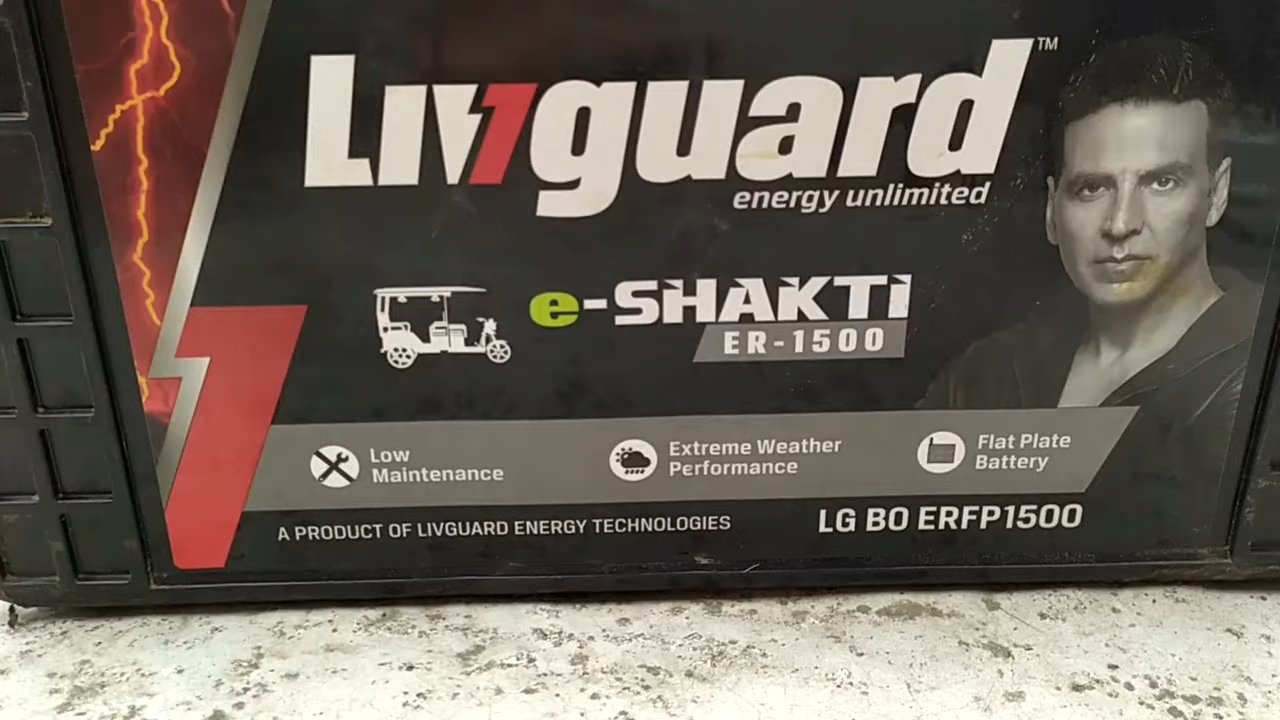 Livguard™
energy unlimited
e-SHAKTI
ER-1500
Low
Maintenance
Extreme Weather
Performance
Flat Plate
Battery
A PRODUCT OF LIVGUARD ENERGY TECHNOLOGIES
LG B0 ERFP1500